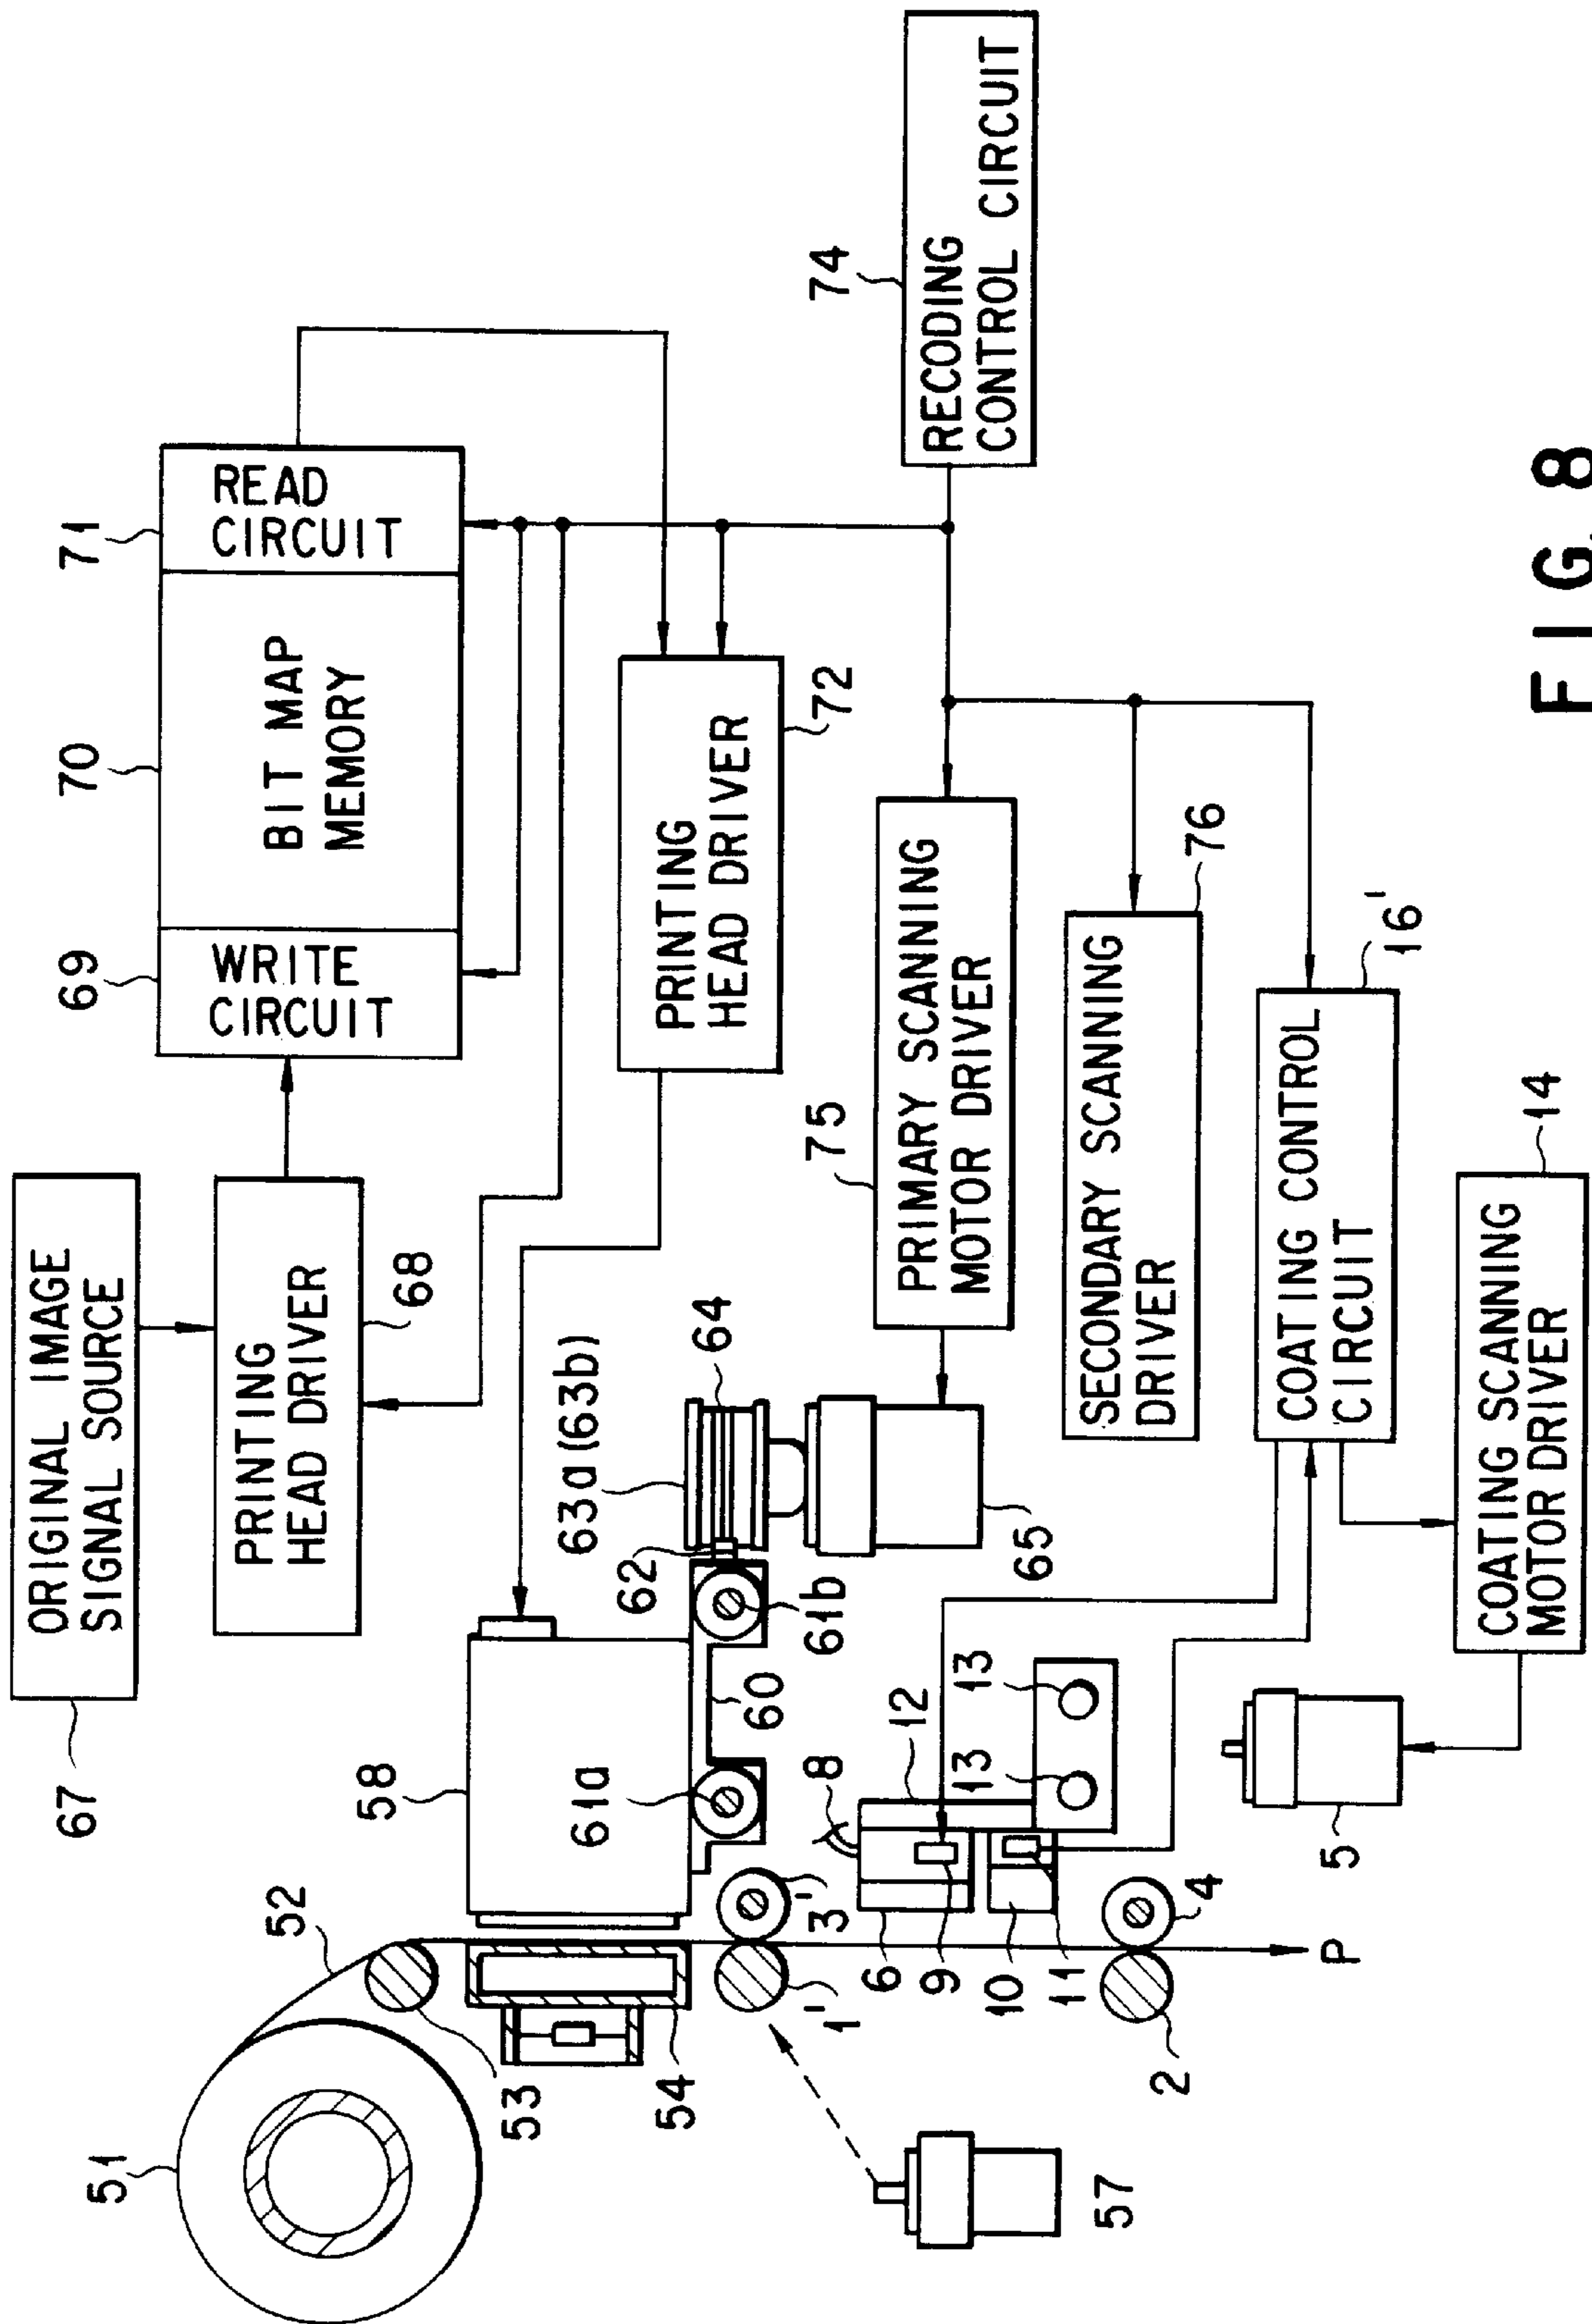 67
ORIGINAL IMAGE
SIGNAL SOURCE
69
70
71
WRITE
CIRCUIT
BIT MAP
MEMORY
READ
CIRCUIT
51
52
53
54
58
PRINTING
HEAD DRIVER
68
63a (63b)
64
PRINTING
HEAD DRIVER
72
74
RECODING
CONTROL CIRCUIT
61a
60
62
61b
65
75
PRIMARY SCANNING
MOTOR DRIVER
57
1'
3'
8
12
6
9
10
11
13
13
SECONDARY SCANNING
DRIVER
76
COATING CONTROL
CIRCUIT
16'
2
4
P
5
COATING SCANNING
MOTOR DRIVER
14
FIG. 8